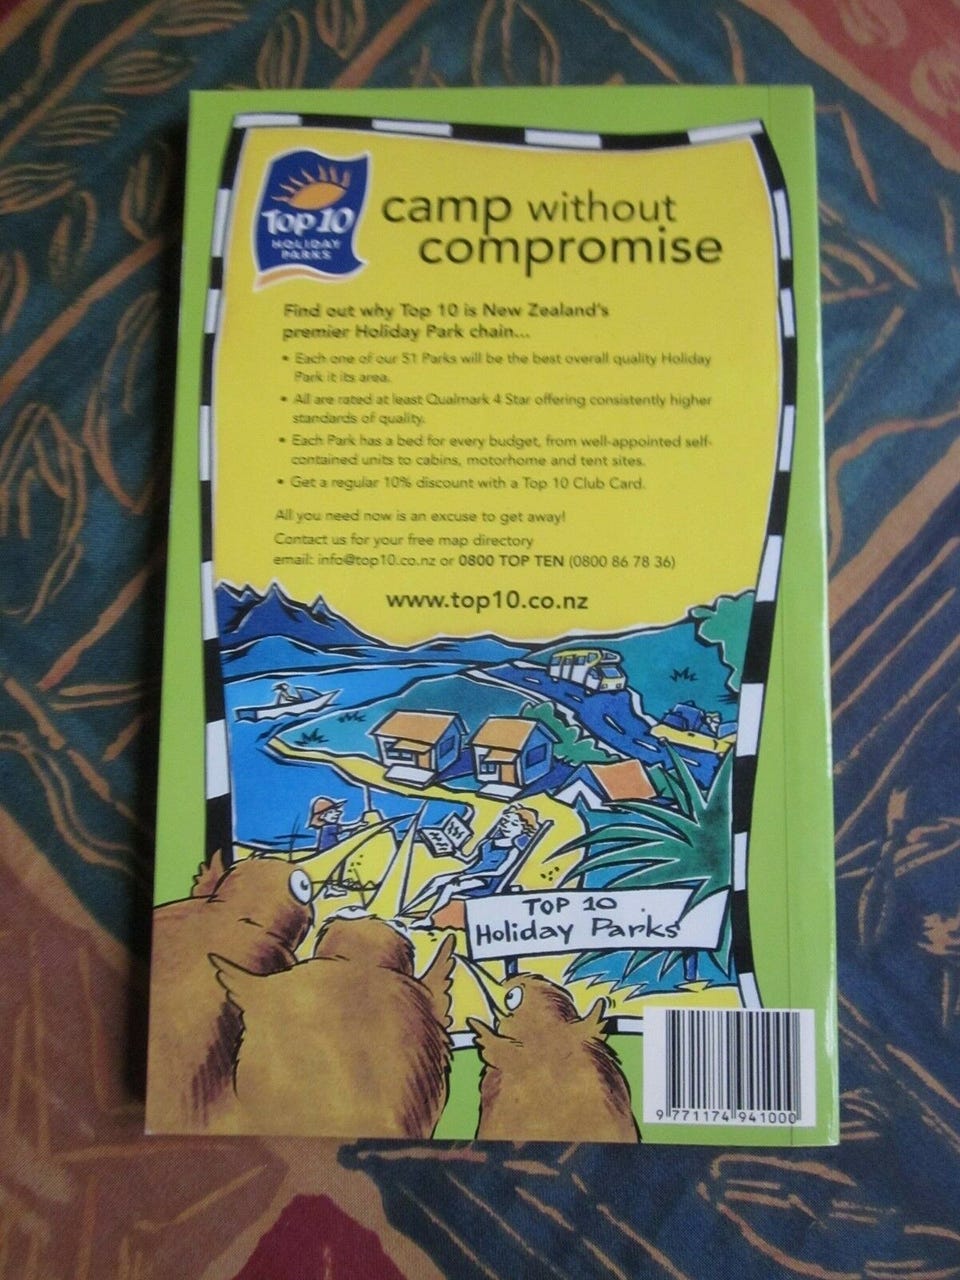 Top 10
HOLIDAY
PARKS
camp without
compromise
Find out why Top 10 is New Zealand's
premier Holiday Park chain...
• Each one of our 51 Parks will be the best overall quality Holiday
Park it its area.
• All are rated at least Qualmark 4 Star offering consistently higher
standards of quality.
• Each Park has a bed for every budget, from well-appointed self-
contained units to cabins, motorhome and tent sites.
• Get a regular 10% discount with a Top 10 Club Card.
All you need now is an excuse to get away!
Contact us for your free map directory
email: info@top10.co.nz or 0800 TOP TEN (0800 86 78 36)
www.top10.co.nz
TOP 10
Holiday Parks
9 771174 941000